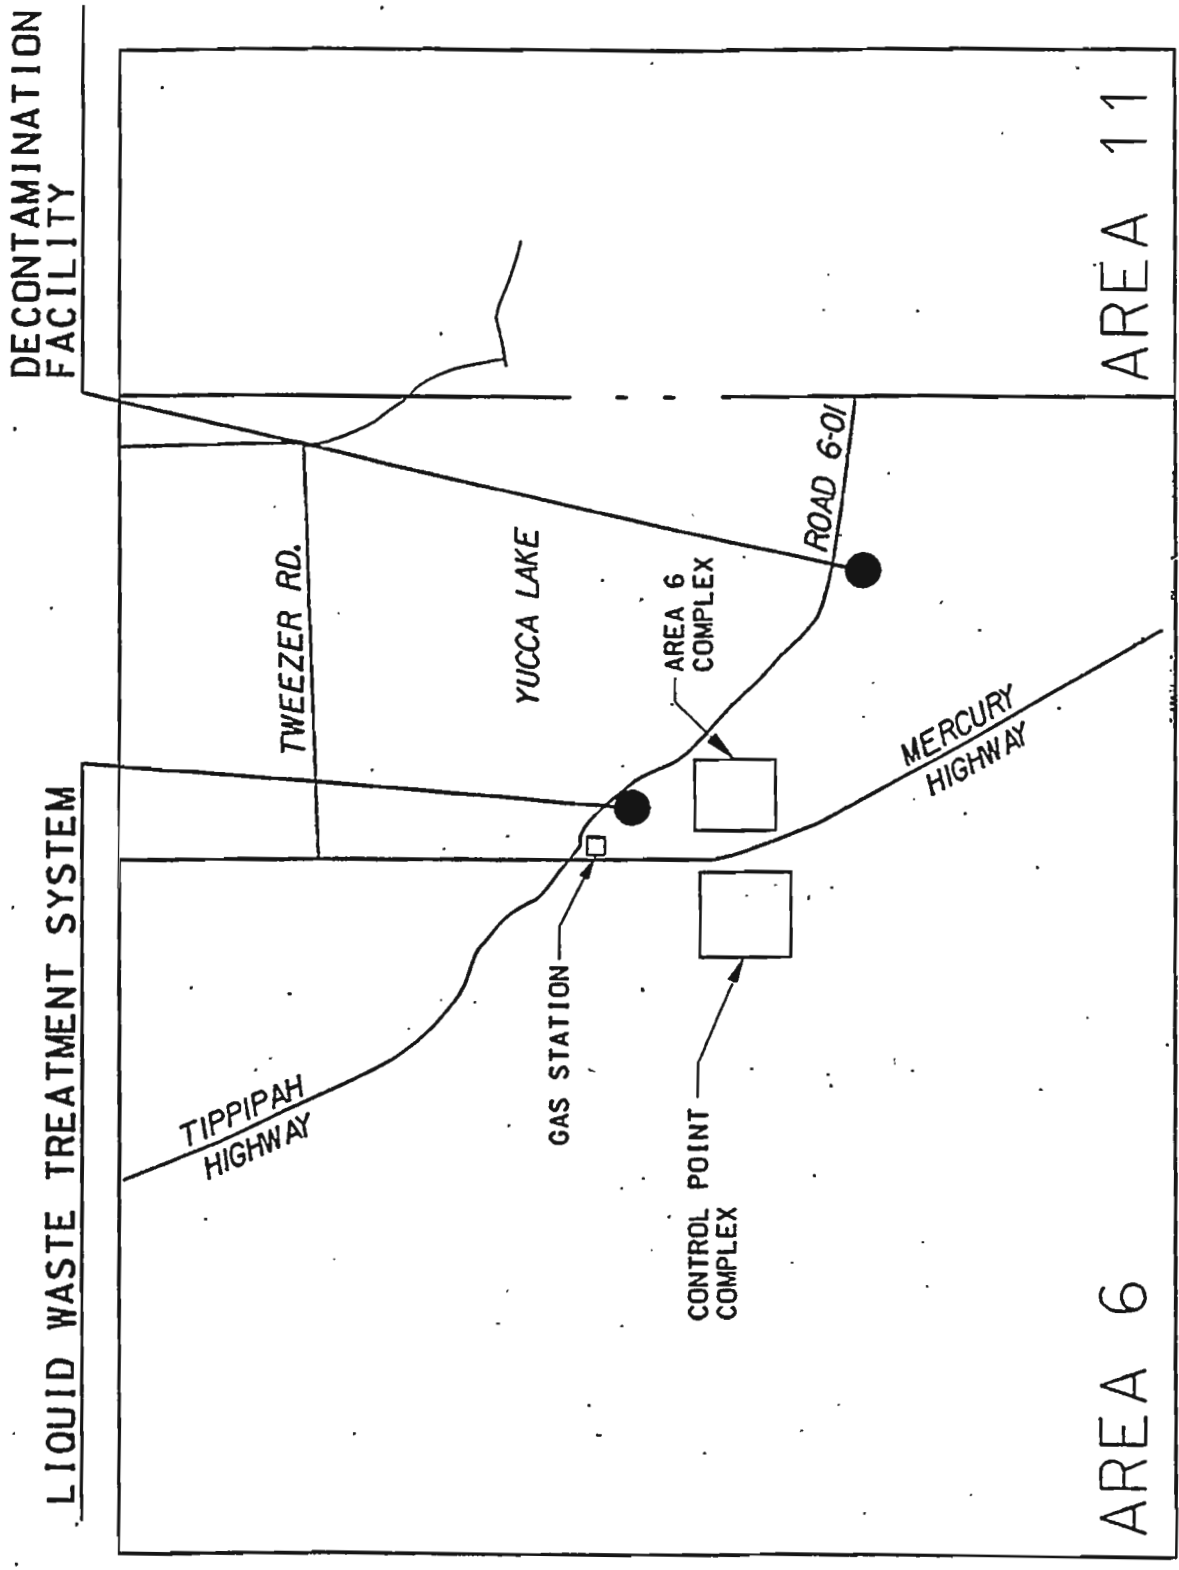 LIQUID WASTE TREATMENT SYSTEM
DECONTAMINATION
FACILITY
TIPPIPAH
HIGHWAY
TWEEZER RD.
YUCCA LAKE
GAS STATION
AREA 6
COMPLEX
ROAD 6-01
CONTROL POINT
COMPLEX
MERCURY
HIGHWAY
AREA 6
AREA 11